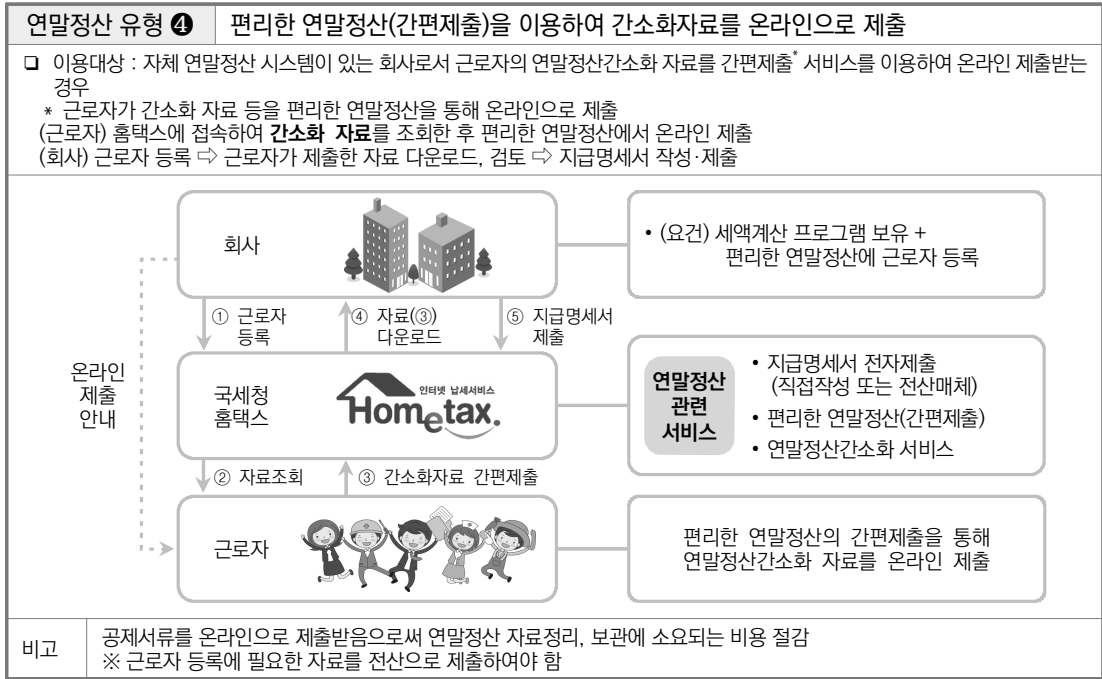 연말정산 유형 ❹
편리한 연말정산(간편제출)을 이용하여 간소화자료를 온라인으로 제출
❑ 이용대상 : 자체 연말정산 시스템이 있는 회사로서 근로자의 연말정산간소화 자료를 간편제출* 서비스를 이용하여 온라인 제출받는
경우
* 근로자가 간소화 자료 등을 편리한 연말정산을 통해 온라인으로 제출
(근로자) 홈택스에 접속하여 간소화 자료를 조회한 후 편리한 연말정산에서 온라인 제출
(회사) 근로자 등록 ⇨ 근로자가 제출한 자료 다운로드, 검토 ⇨ 지급명세서 작성·제출
회사
• (요건) 세액계산 프로그램 보유 +
편리한 연말정산에 근로자 등록
① 근로자
등록
④ 자료(③)
다운로드
⑤ 지급명세서
제출
온라인
제출
안내
국세청
홈택스
인터넷 납세서비스
Hometax.
연말정산
관련
서비스
• 지급명세서 전자제출
(직접작성 또는 전산매체)
• 편리한 연말정산(간편제출)
• 연말정산간소화 서비스
② 자료조회
③ 간소화자료 간편제출
근로자
편리한 연말정산의 간편제출을 통해
연말정산간소화 자료를 온라인 제출
비고
공제서류를 온라인으로 제출받음으로써 연말정산 자료정리, 보관에 소요되는 비용 절감
※ 근로자 등록에 필요한 자료를 전산으로 제출하여야 함